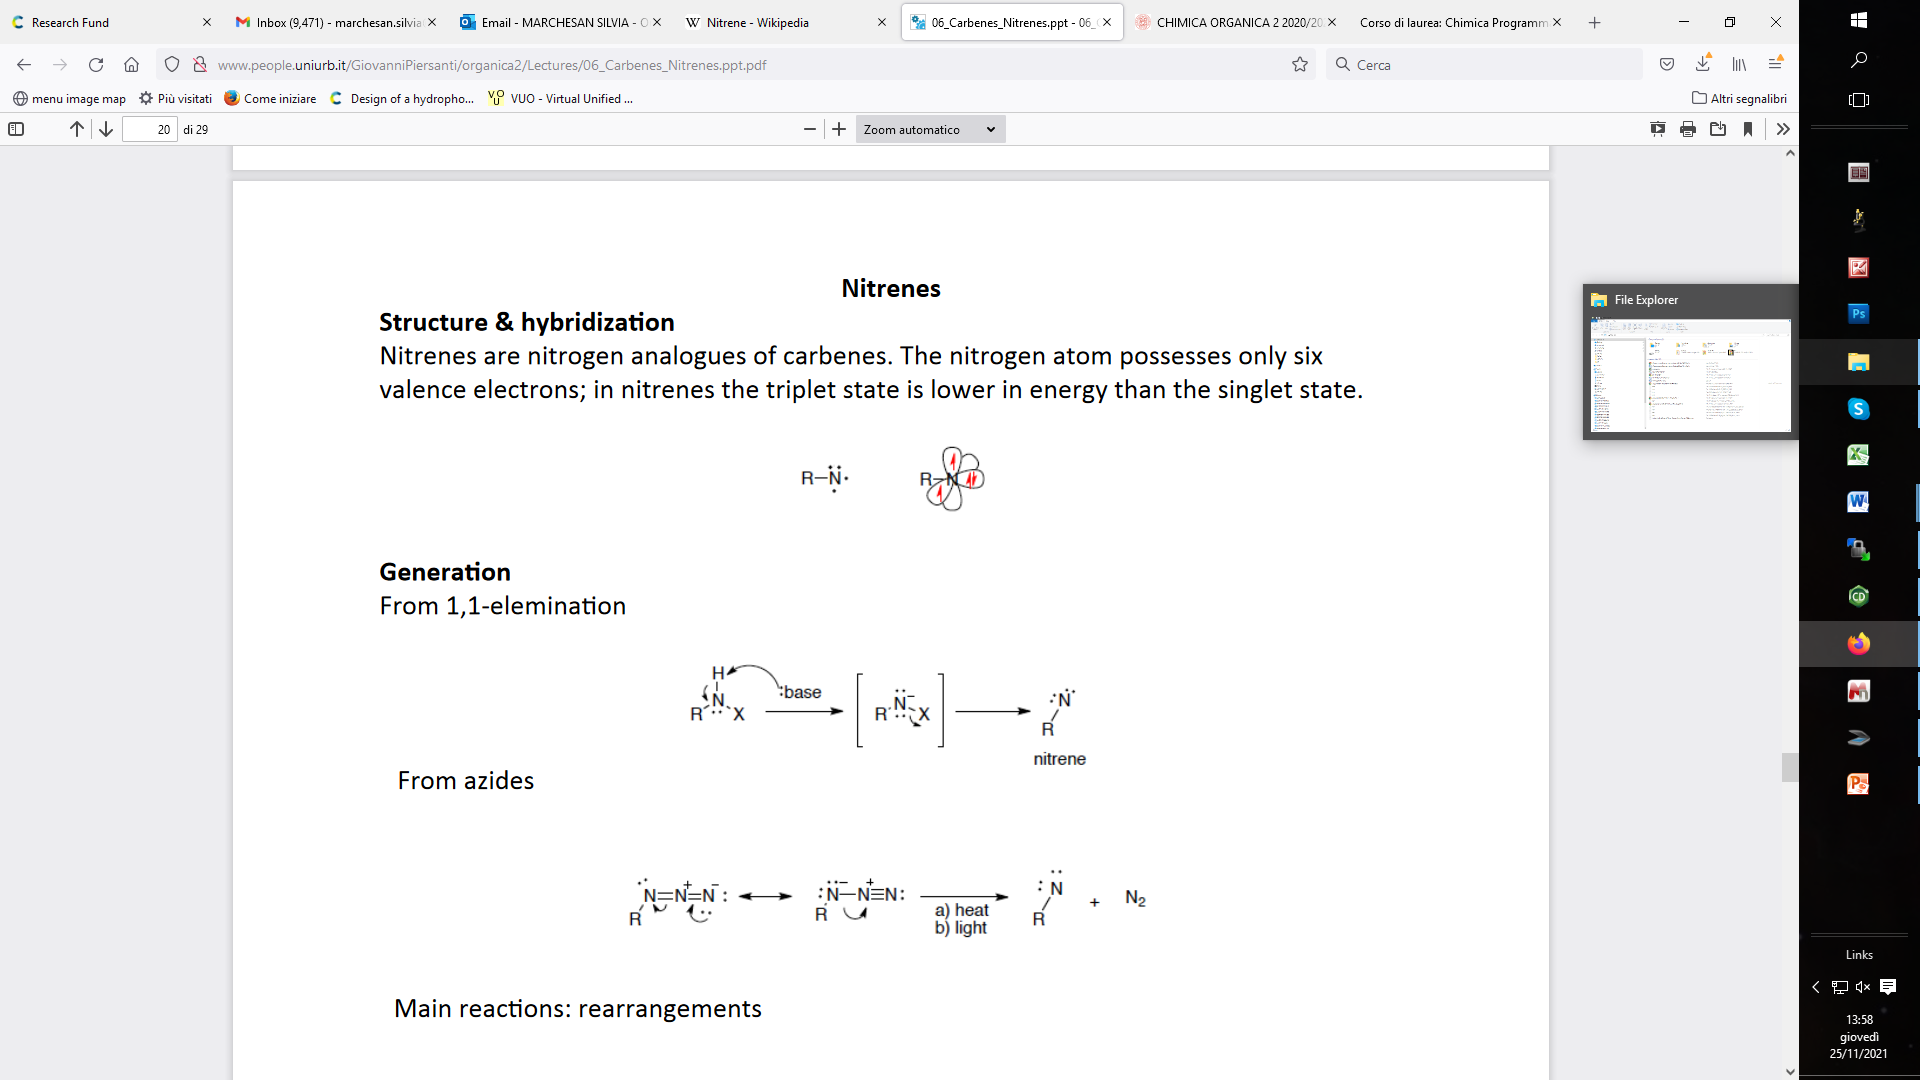 Research Fund
Inbox (9,471) - marchesan.silvia
Email - MARCHESAN SILVIA - O
Nitrene - Wikipedia
06_Carbenes_Nitrenes.ppt - 06_
CHIMICA ORGANICA 2 2020/20
Corso di laurea: Chimica Programm
www.people.uniurb.it/GiovanniPiersanti/organica2/Lectures/06_Carbenes_Nitrenes.ppt.pdf
Cerca
menu image map
Più visitati
Come iniziare
Design of a hydropho...
VUO - Virtual Unified ...
Altri segnalibri
20 di 29
Zoom automatico
Nitrenes
Structure & hybridization
Nitrenes are nitrogen analogues of carbenes. The nitrogen atom possesses only six
valence electrons; in nitrenes the triplet state is lower in energy than the singlet state.
R–N
R–N
Generation
From 1,1-elemination
H
:base
R N X
R N− X
N
R
nitrene
From azides
N=N+=N− :
R
:N−–N+≡N:
R
a) heat
b) light
: N
R
+ N2
Main reactions: rearrangements
File Explorer
Links
13:58
giovedì
25/11/2021